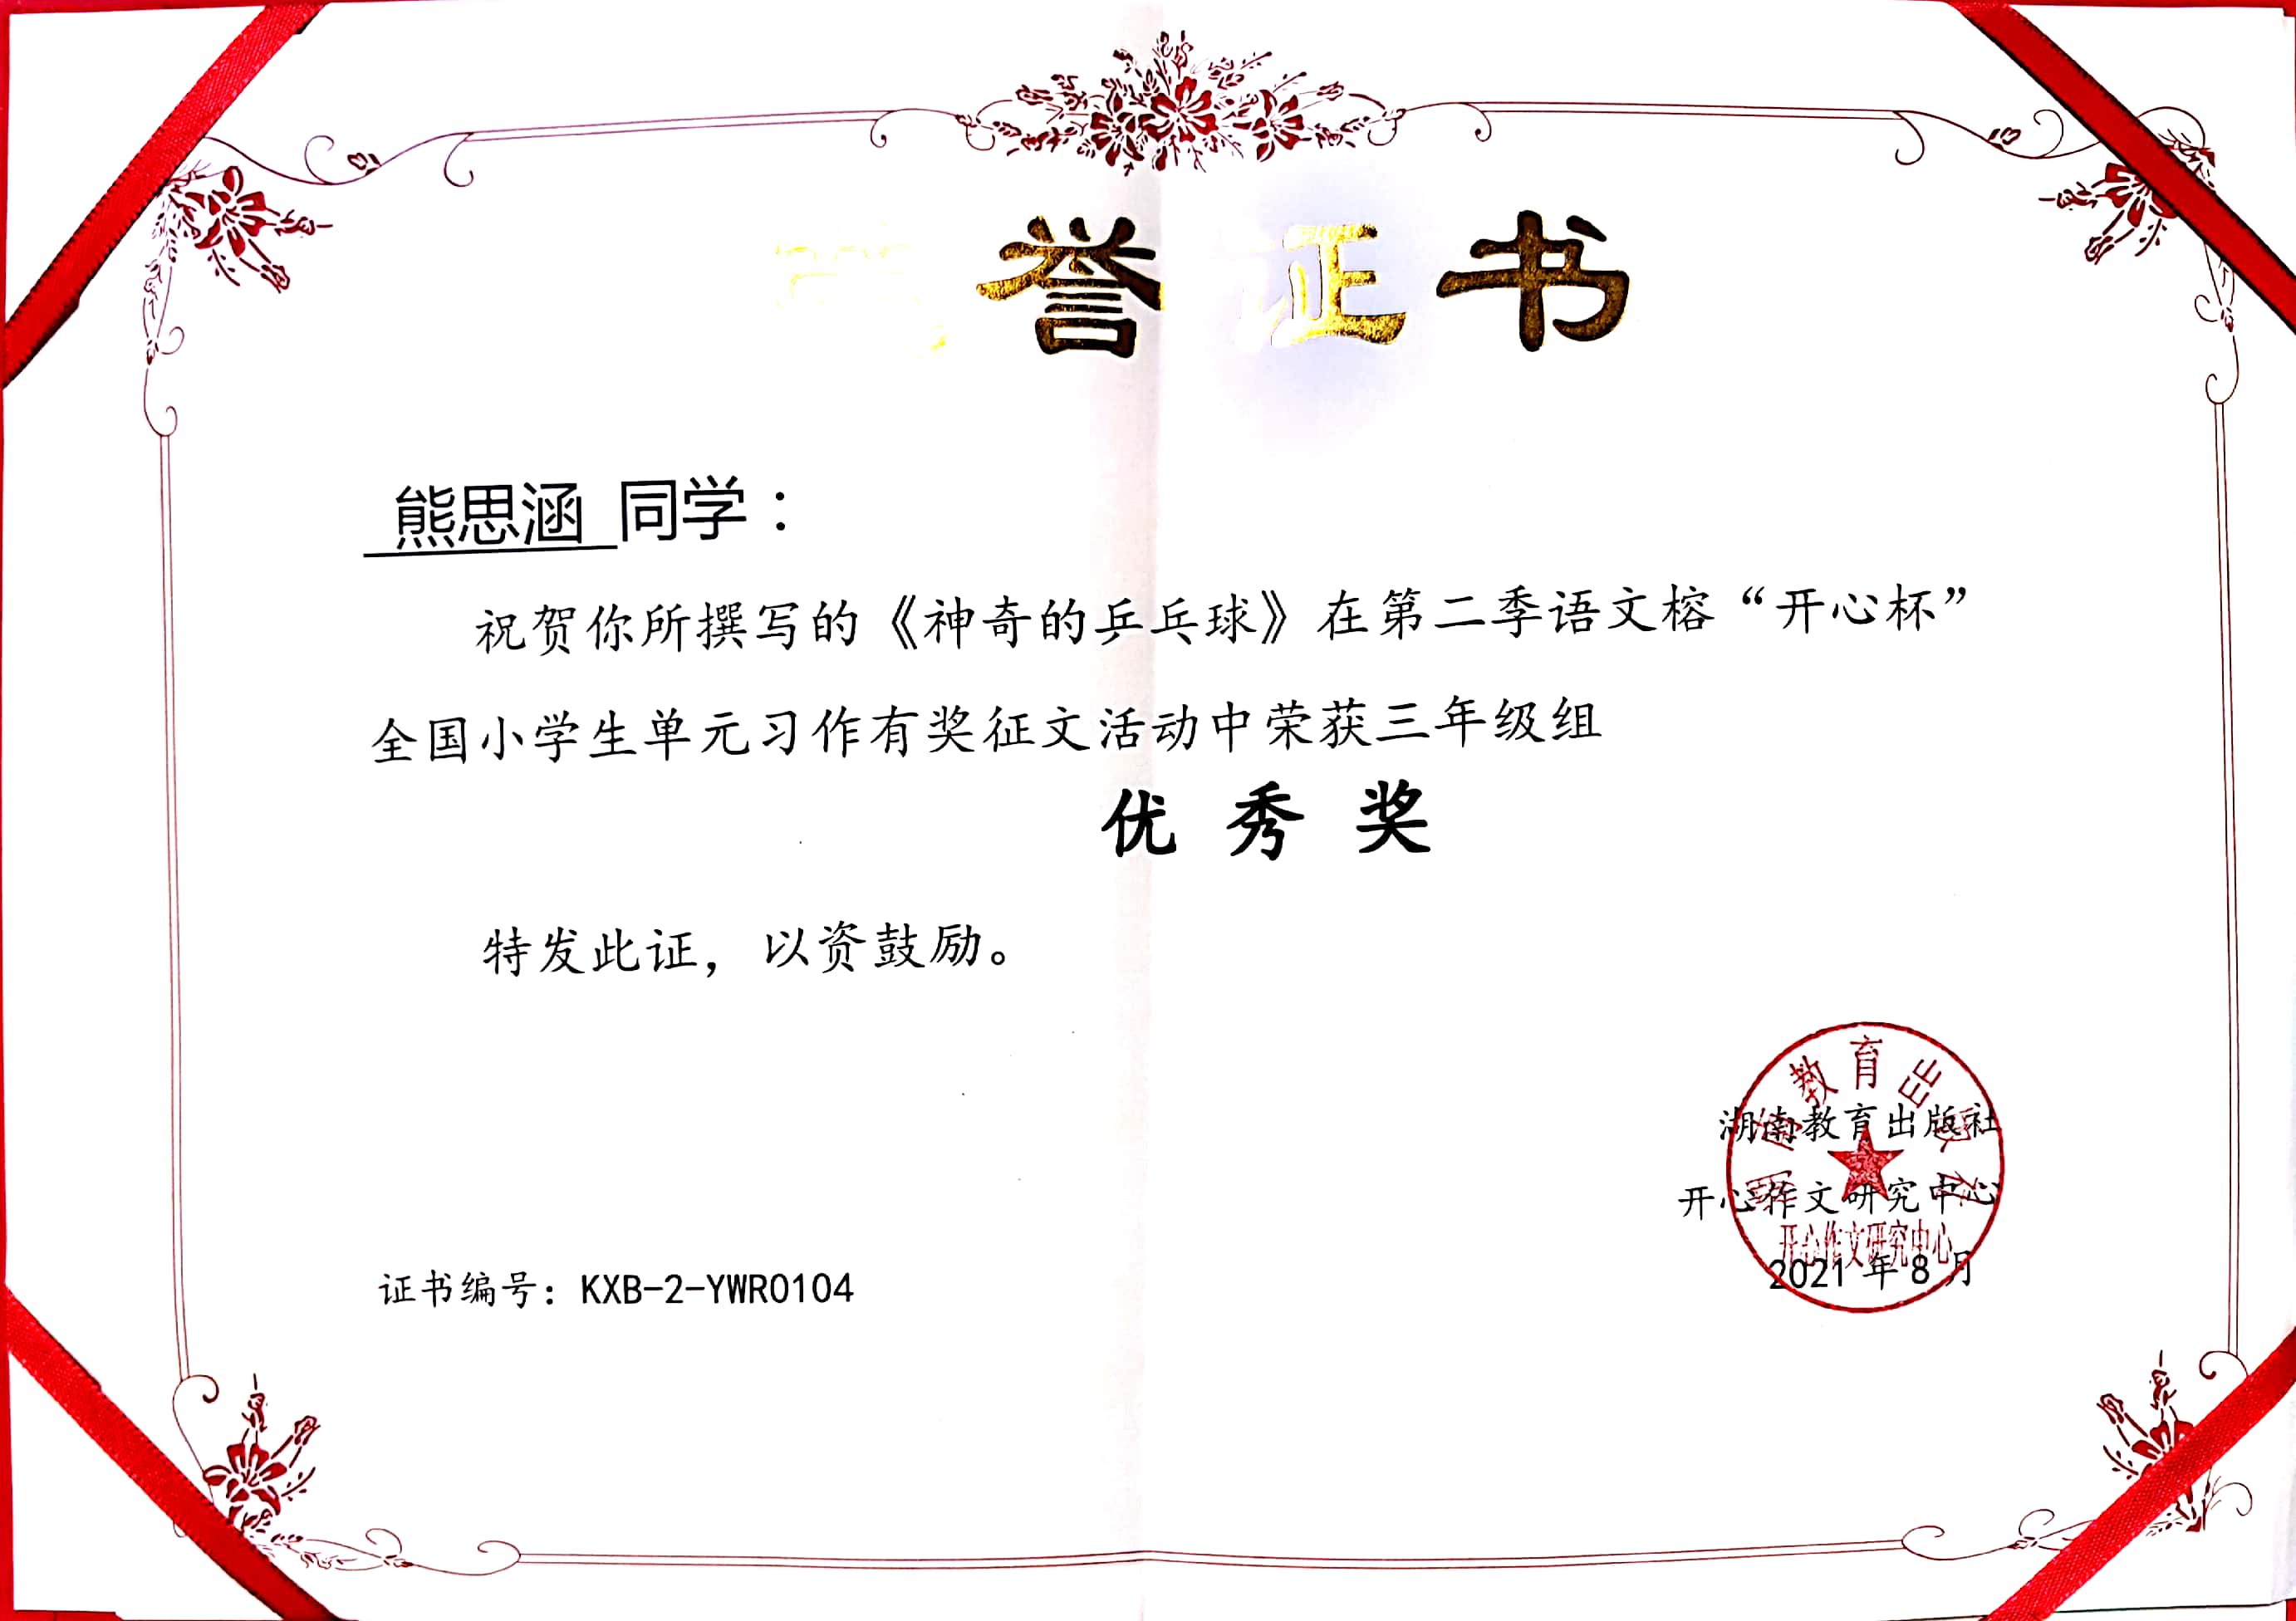 誉证书
熊思涵 同学：
祝贺你所撰写的《神奇的乒乓球》在第二季语文榕“开心杯”
全国小学生单元习作有奖征文活动中荣获三年级组
优秀奖
特发此证，以资鼓励。
湖南教育出版社
开心作文研究中心
2021年8月
教育出
开心作文研究中心
证书编号：KXB-2-YWR0104